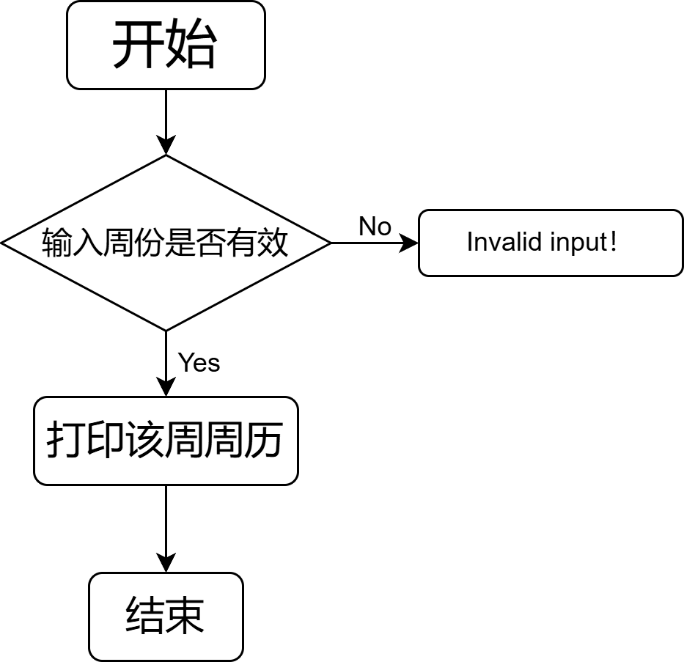 开始
输入周份是否有效
No
Invalid input！
Yes
打印该周周历
结束